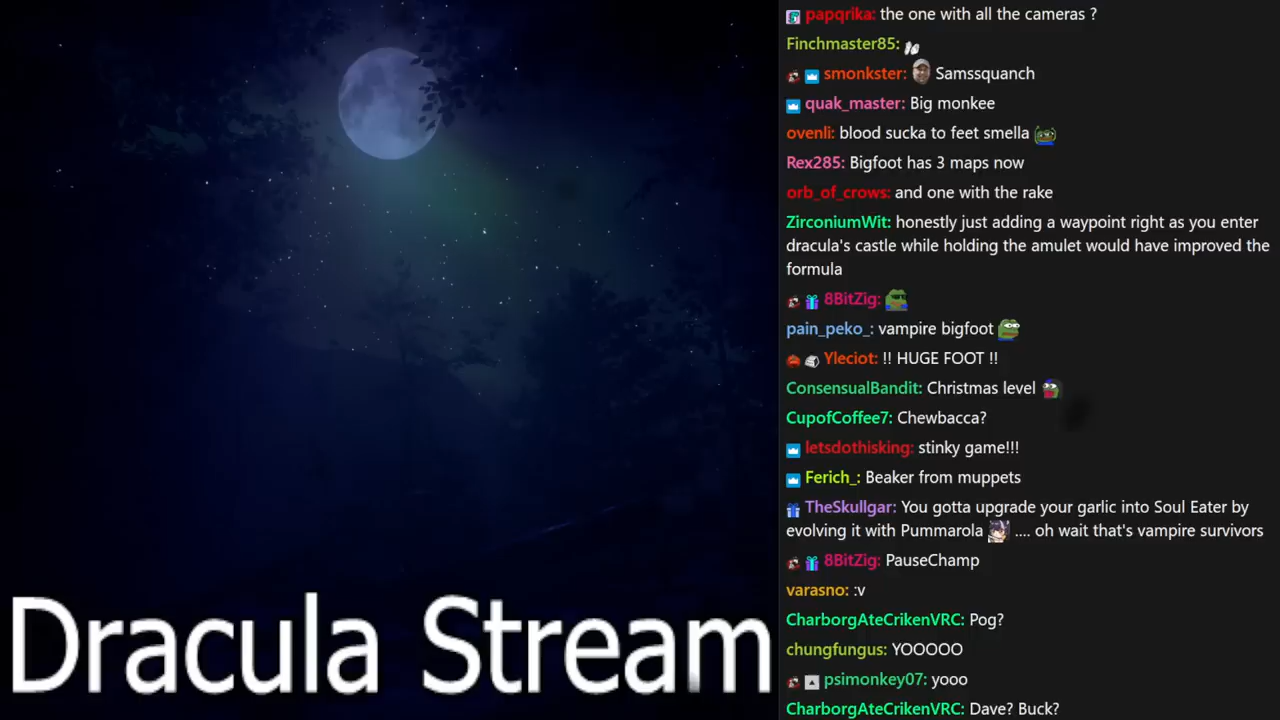 papqrika: the one with all the cameras ?
Finchmaster85:
smonkster: Samssquanch
quak_master: Big monkee
ovenli: blood sucka to feet smella
Rex285: Bigfoot has 3 maps now
orb_of_crows: and one with the rake
ZirconiumWit: honestly just adding a waypoint right as you enter
dracula's castle while holding the amulet would have improved the
formula
8BitZig:
pain_peko_: vampire bigfoot
Yleciot: !! HUGE FOOT !!
ConsensualBandit: Christmas level
CupofCoffee7: Chewbacca?
letsdothisking: stinky game!!!
Ferich_: Beaker from muppets
TheSkullgar: You gotta upgrade your garlic into Soul Eater by
evolving it with Pummarola .... oh wait that's vampire survivors
8BitZig: PauseChamp
varasno: :v
CharborgAteCrikenVRC: Pog?
chungfungus: YOOOOO
psimonkey07: yooo
CharborgAteCrikenVRC: Dave? Buck?
Dracula Stream